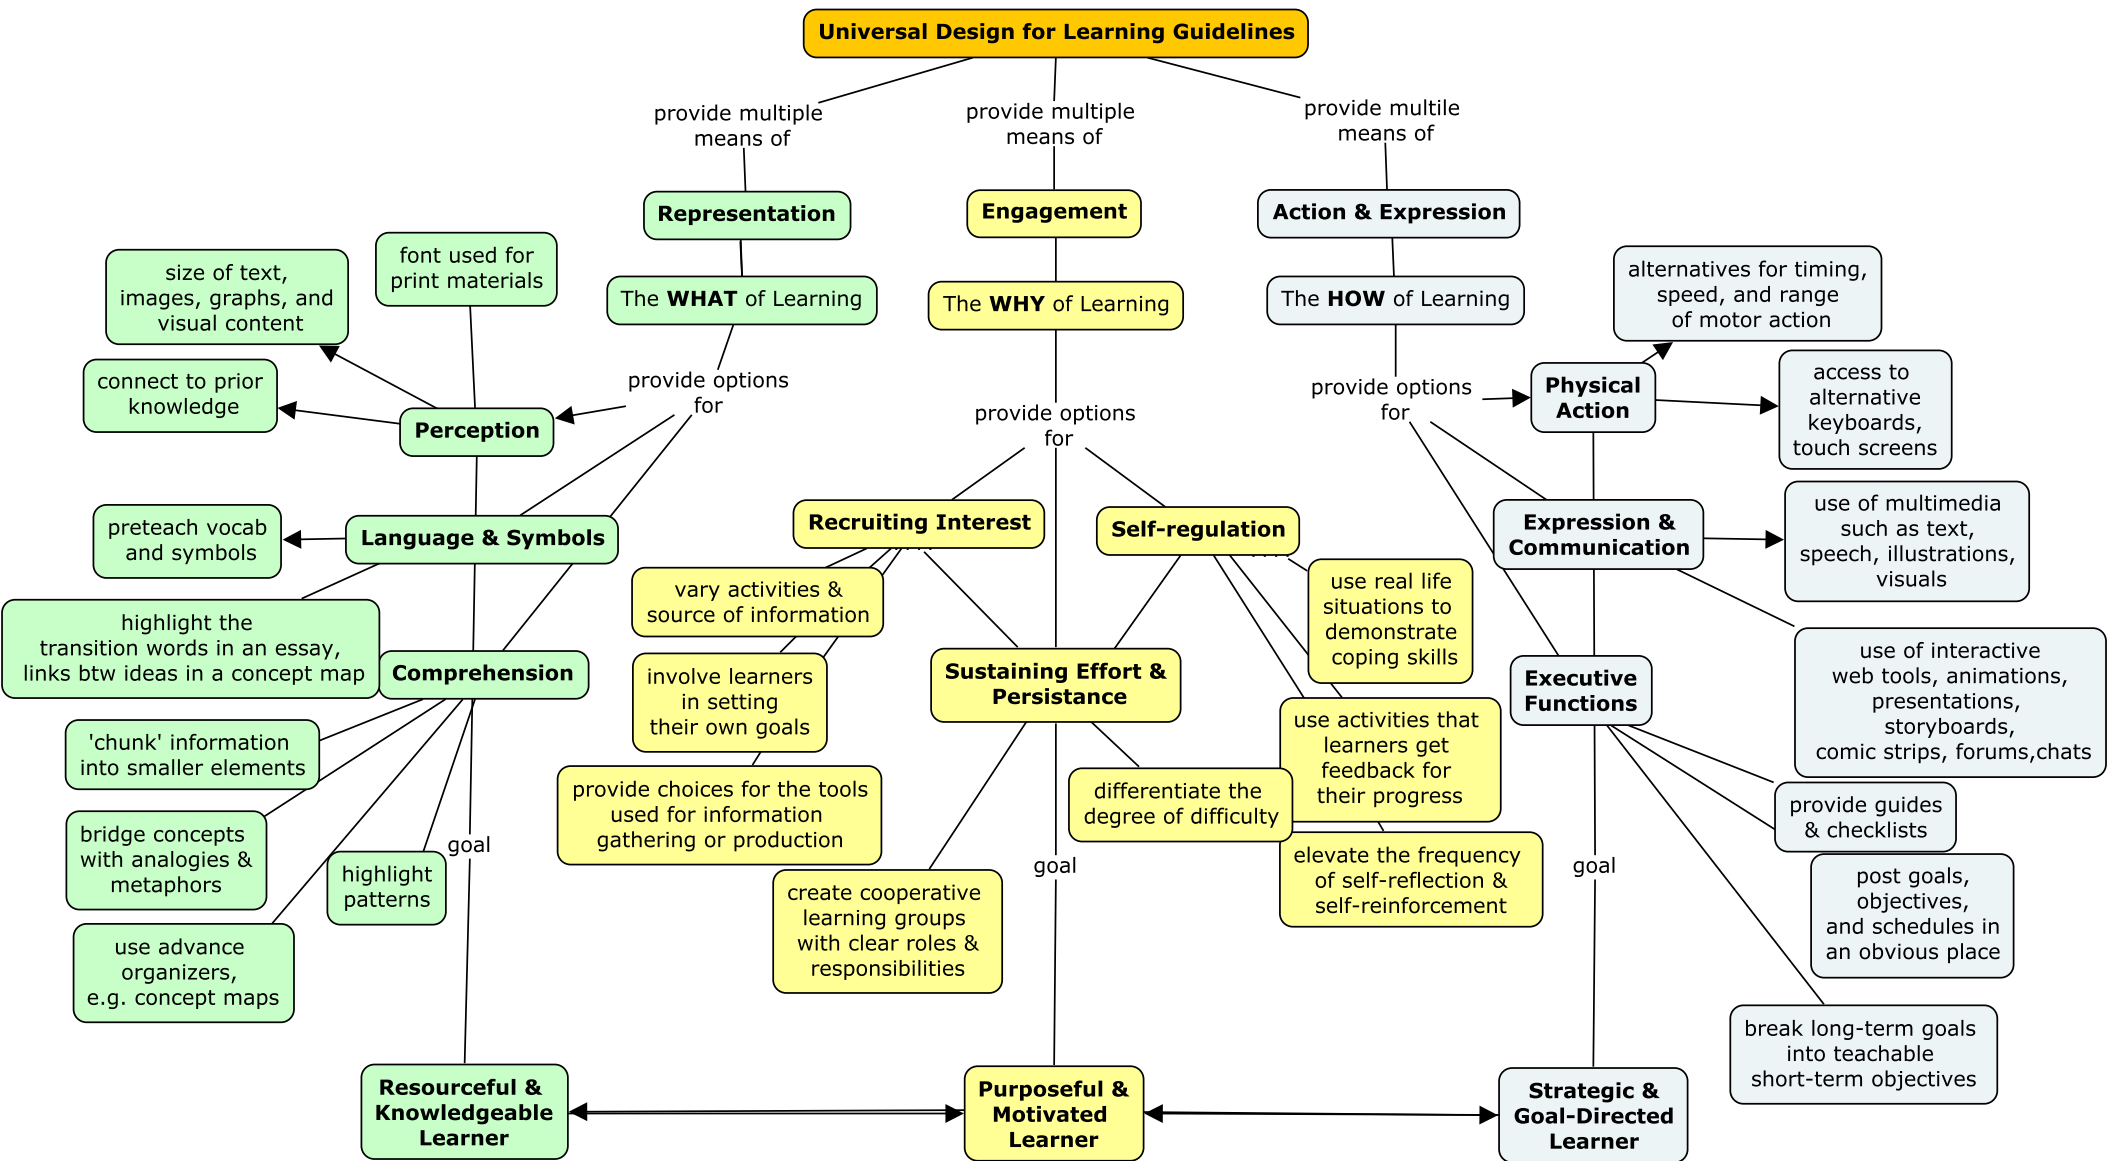 Universal Design for Learning Guidelines
provide multiple
means of
provide multiple
means of
provide multile
means of
Representation
Engagement
Action & Expression
The WHAT of Learning
The WHY of Learning
The HOW of Learning
provide options
for
provide options
for
provide options
for
size of text,
images, graphs, and
visual content
font used for
print materials
connect to prior
knowledge
Perception
preteach vocab
and symbols
Language & Symbols
highlight the
transition words in an essay,
links btw ideas in a concept map
Comprehension
'chunk' information
into smaller elements
bridge concepts
with analogies &
metaphors
use advance
organizers,
e.g. concept maps
highlight
patterns
goal
Resourceful &
Knowledgeable
Learner
Recruiting Interest
vary activities &
source of information
involve learners
in setting
their own goals
provide choices for the tools
used for information
gathering or production
Self-regulation
use real life
situations to
demonstrate
coping skills
use activities that
learners get
feedback for
their progress
elevate the frequency
of self-reflection &
self-reinforcement
Sustaining Effort &
Persistance
differentiate the
degree of difficulty
create cooperative
learning groups
with clear roles &
responsibilities
goal
Purposeful &
Motivated
Learner
Physical
Action
alternatives for timing,
speed, and range
of motor action
access to
alternative
keyboards,
touch screens
Expression &
Communication
use of multimedia
such as text,
speech, illustrations,
visuals
use of interactive
web tools, animations,
presentations,
storyboards,
comic strips, forums,chats
Executive
Functions
provide guides
& checklists
post goals,
objectives,
and schedules in
an obvious place
break long-term goals
into teachable
short-term objectives
goal
Strategic &
Goal-Directed
Learner